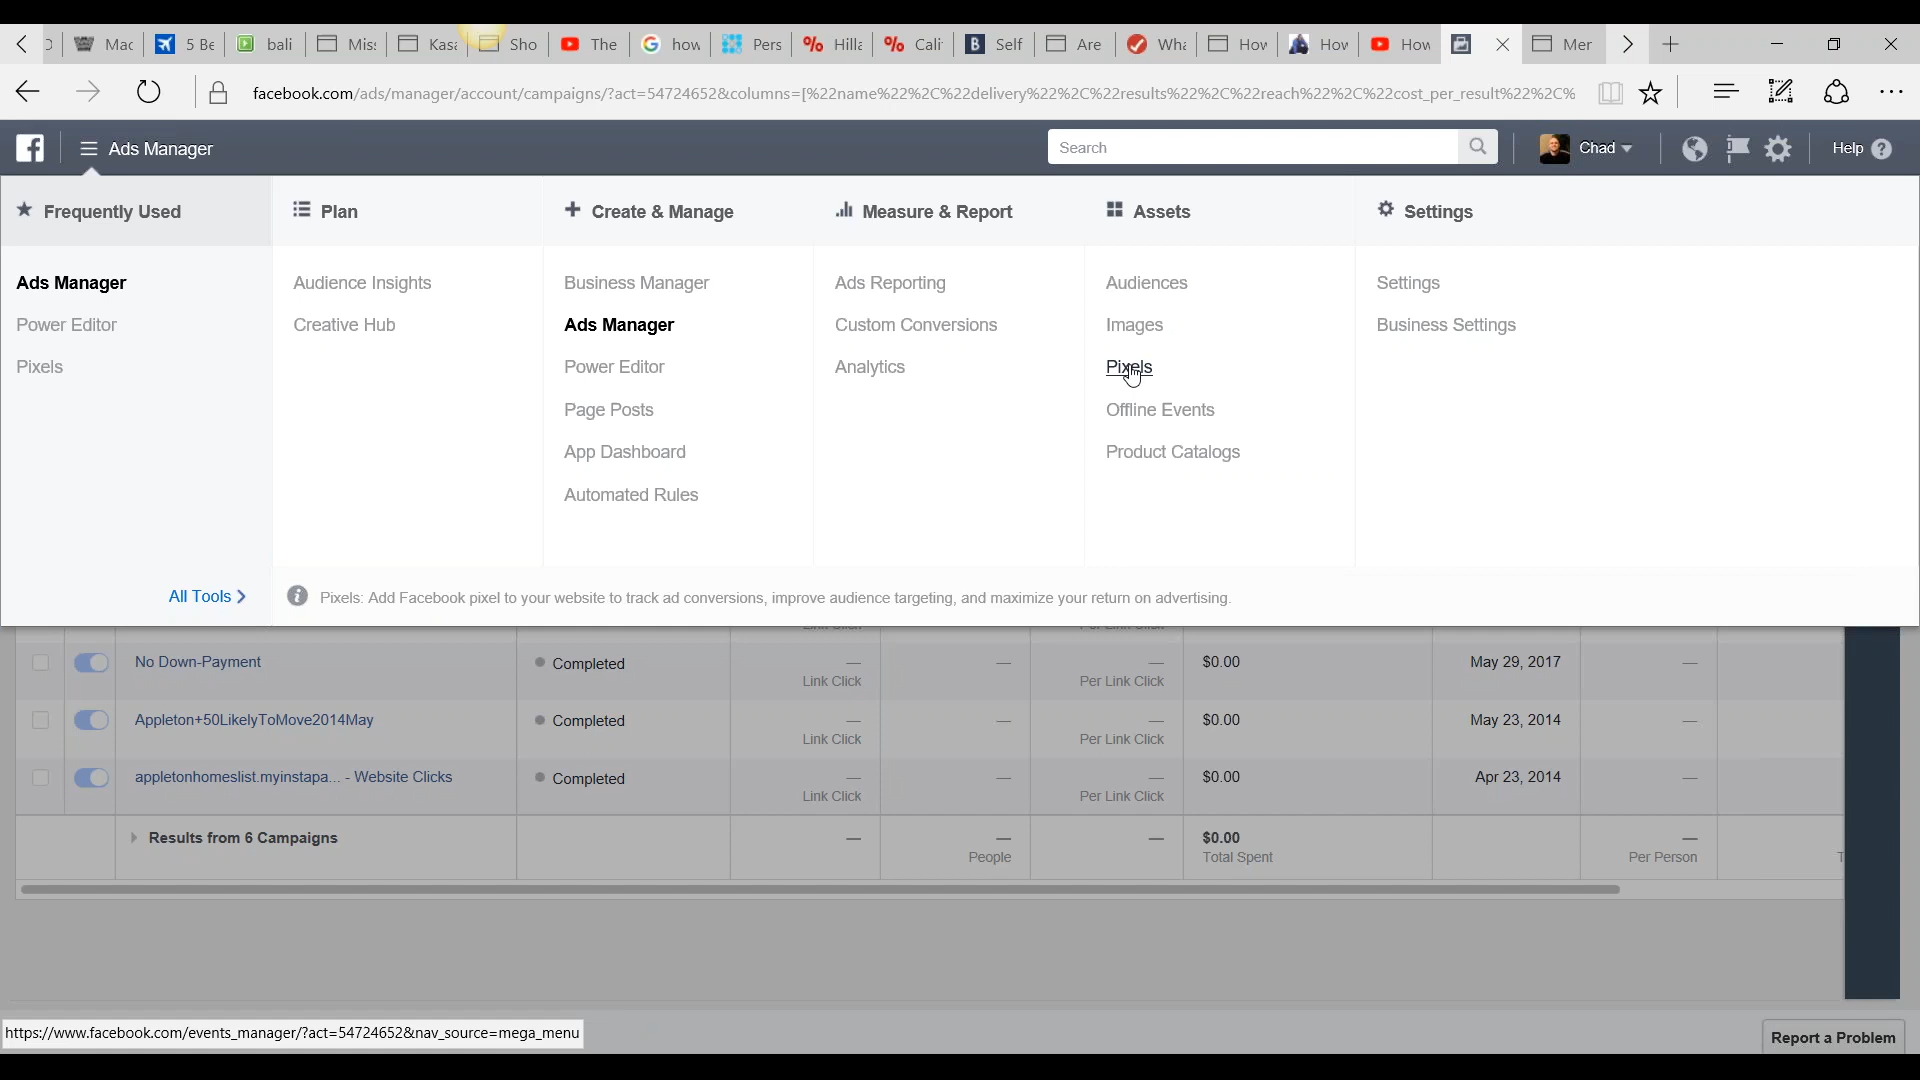 Mac
5 Be
bali
Mis:
Kasa
Sho
The
how
Pers
Hilla
Cali
Self
Are
Wha
How
How
How
Mer
facebook.com/ads/manager/account/campaigns/?act=54724652&columns=[%22name%22%2C%22delivery%22%2C%22results%22%2C%22reach%22%2C%22cost_per_result%22%2C%
Ads Manager
Search
Chad
Help
Frequently Used
Plan
Create & Manage
Measure & Report
Assets
Settings
Ads Manager
Audience Insights
Business Manager
Ads Reporting
Audiences
Settings
Power Editor
Creative Hub
Ads Manager
Custom Conversions
Images
Business Settings
Pixels
Power Editor
Analytics
Pixels
Page Posts
Offline Events
App Dashboard
Product Catalogs
Automated Rules
All Tools
Pixels: Add Facebook pixel to your website to track ad conversions, improve audience targeting, and maximize your return on advertising.
No Down-Payment
Completed
—
Link Click
—
—
Per Link Click
$0.00
May 29, 2017
—
Appleton+50LikelyToMove2014May
Completed
—
Link Click
—
—
Per Link Click
$0.00
May 23, 2014
—
appletonhomeslist.myinstapa... - Website Clicks
Completed
—
Link Click
—
—
Per Link Click
$0.00
Apr 23, 2014
—
Results from 6 Campaigns
—
—
People
—
$0.00
Total Spent
—
Per Person
https://www.facebook.com/events_manager/?act=54724652&nav_source=mega_menu
Report a Problem